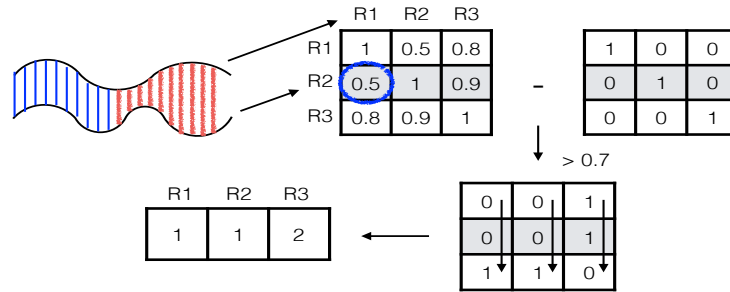 R1 R2 R3
R1 1 0.5 0.8
R2 0.5 1 0.9
R3 0.8 0.9 1
-
1 0 0
0 1 0
0 0 1
> 0.7
0 0 1
0 0 1
1 1 0
R1 R2 R3
1 1 2